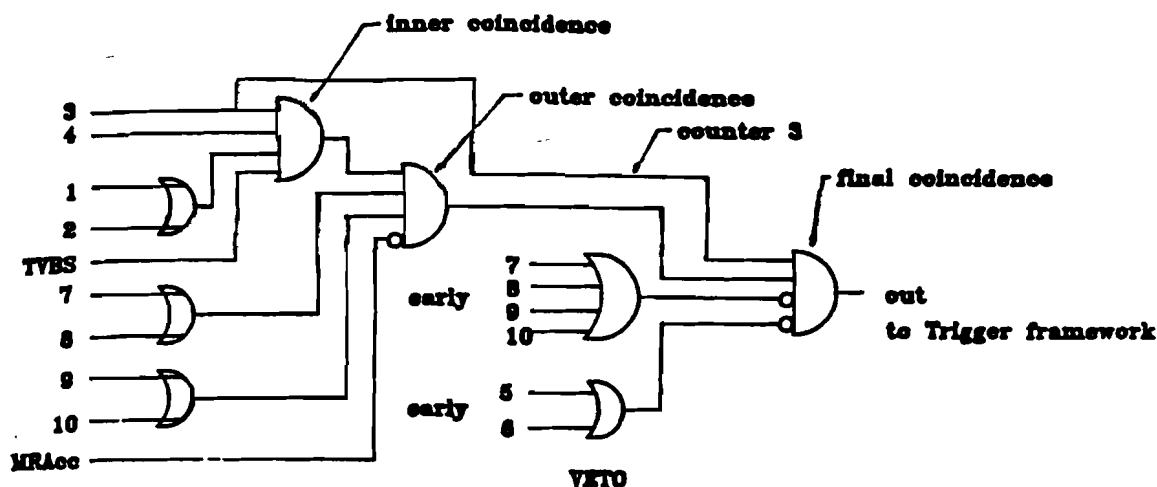 inner coincidence
outer coincidence
counter 3
final coincidence
3
4
1
2
TVBS
7
8
9
10
MRAcc
early
7
8
9
10
early
5
6
VETO
out
to Trigger framework